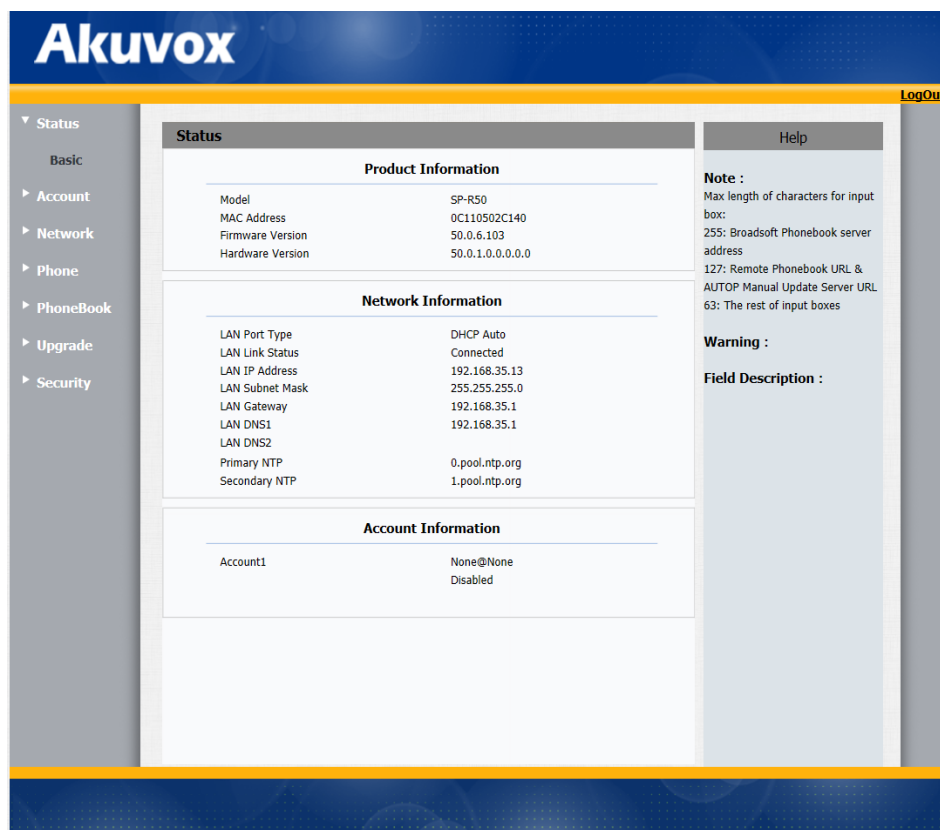 Akuvox
LogOu
Status
Basic
Account
Network
Phone
PhoneBook
Upgrade
Security
Status
Product Information
Model SP-R50
MAC Address 0C110502C140
Firmware Version 50.0.6.103
Hardware Version 50.0.1.0.0.0.0.0
Network Information
LAN Port Type DHCP Auto
LAN Link Status Connected
LAN IP Address 192.168.35.13
LAN Subnet Mask 255.255.255.0
LAN Gateway 192.168.35.1
LAN DNS1 192.168.35.1
LAN DNS2
Primary NTP 0.pool.ntp.org
Secondary NTP 1.pool.ntp.org
Account Information
Account1 None@None
Disabled
Help
Note :
Max length of characters for input
box:
255: Broadsoft Phonebook server
address
127: Remote Phonebook URL &
AUTOP Manual Update Server URL
63: The rest of input boxes
Warning :
Field Description :